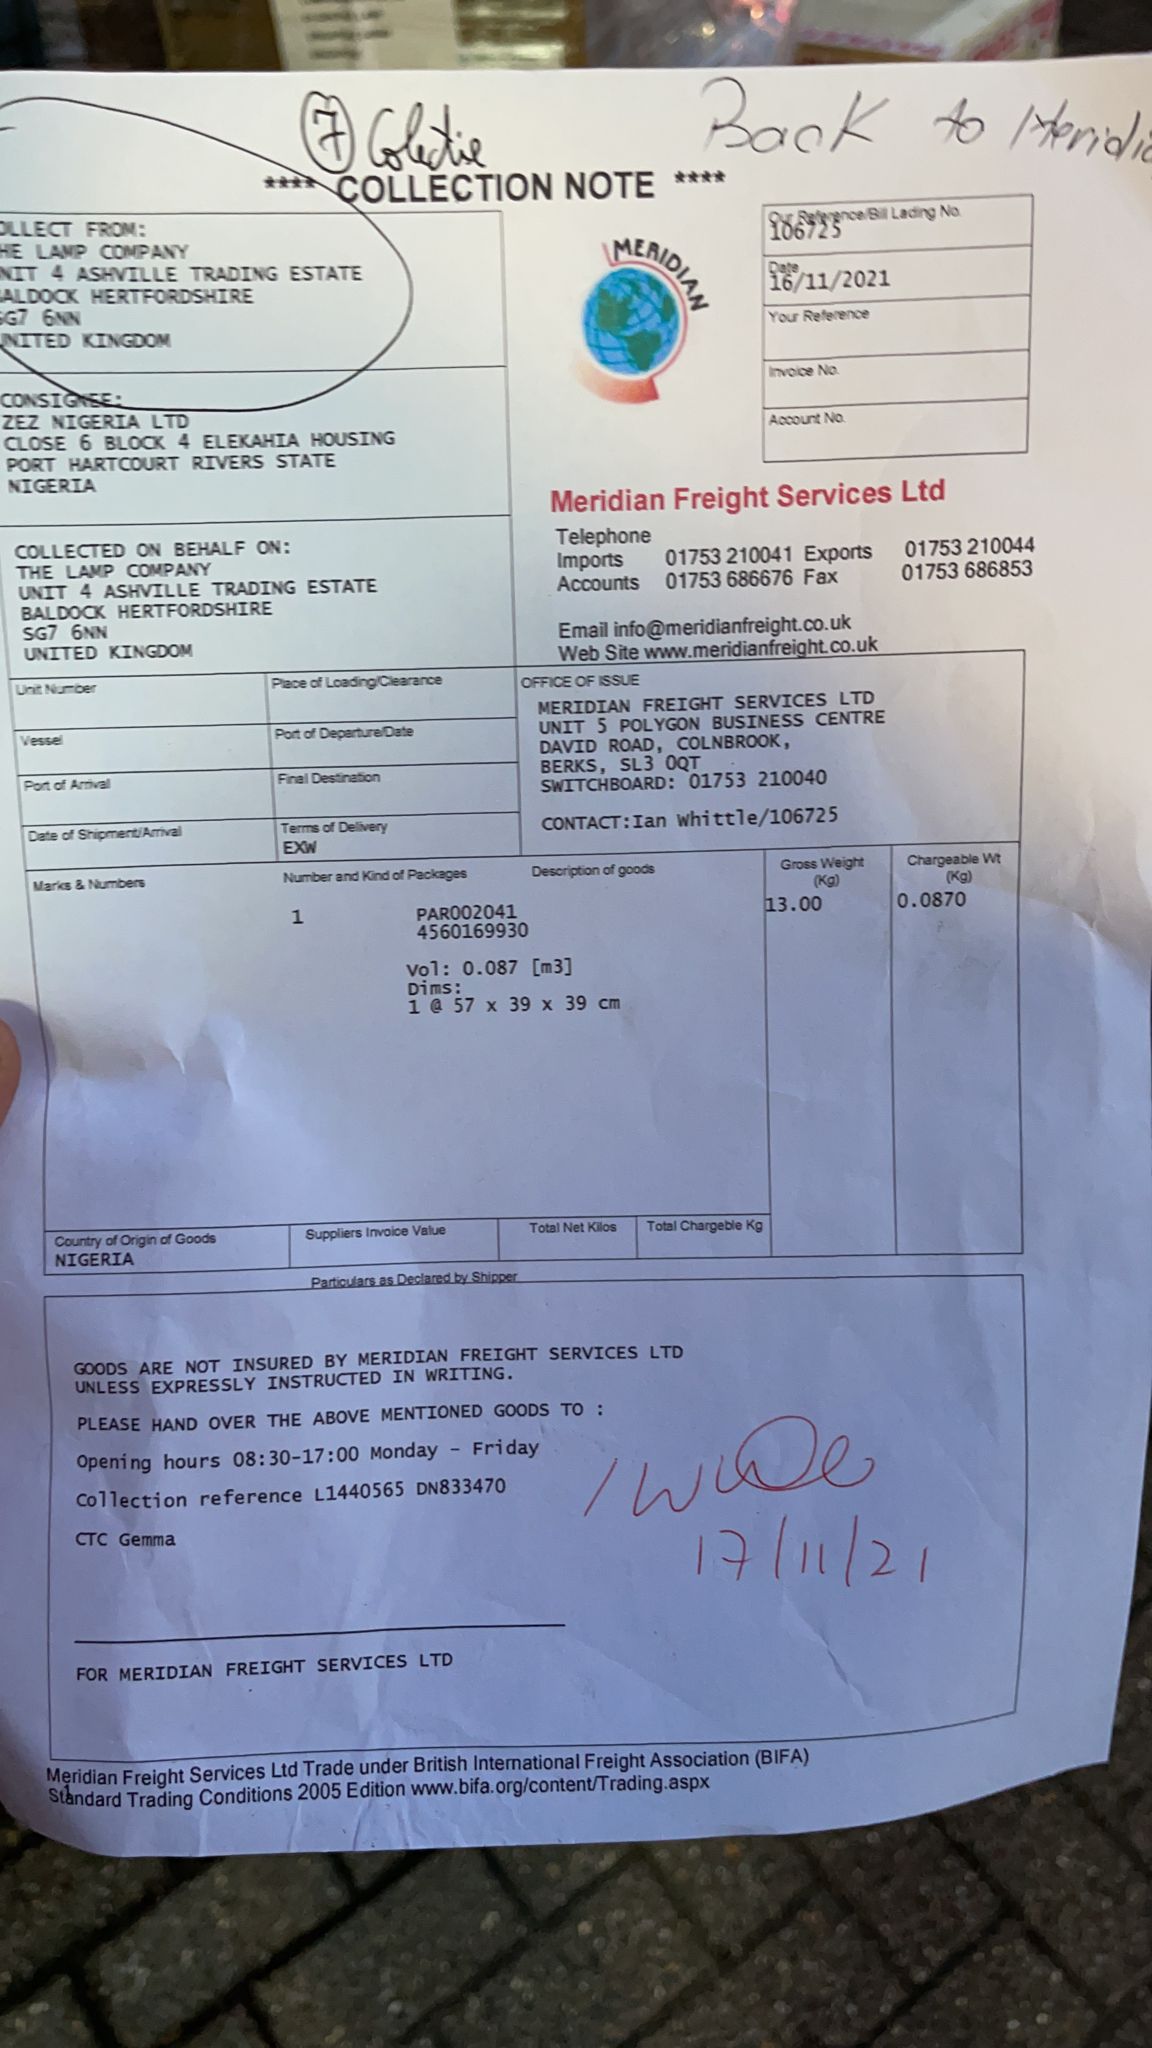 7 Colectie
Back to Meridia
**** COLLECTION NOTE ****
OLLECT FROM:
HE LAMP COMPANY
NIT 4 ASHVILLE TRADING ESTATE
ALDOCK HERTFORDSHIRE
SG7 6NN
UNITED KINGDOM
MERIDIAN
Our Reference/Bill Lading No.
106725
Date
16/11/2021
Your Reference
Invoice No.
Account No.
CONSIGNEE:
ZEZ NIGERIA LTD
CLOSE 6 BLOCK 4 ELEKAHIA HOUSING
PORT HARTCOURT RIVERS STATE
NIGERIA
Meridian Freight Services Ltd
Telephone
Imports 01753 210041 Exports 01753 210044
Accounts 01753 686676 Fax 01753 686853
Email info@meridianfreight.co.uk
Web Site www.meridianfreight.co.uk
COLLECTED ON BEHALF ON:
THE LAMP COMPANY
UNIT 4 ASHVILLE TRADING ESTATE
BALDOCK HERTFORDSHIRE
SG7 6NN
UNITED KINGDOM
Unit Number
Place of Loading/Clearance
Vessel
Port of Departure/Date
Port of Arrival
Final Destination
Date of Shipment/Arrival
Terms of Delivery
EXW
OFFICE OF ISSUE
MERIDIAN FREIGHT SERVICES LTD
UNIT 5 POLYGON BUSINESS CENTRE
DAVID ROAD, COLNBROOK,
BERKS, SL3 0QT
SWITCHBOARD: 01753 210040
CONTACT:Ian Whittle/106725
Marks & Numbers Number and Kind of Packages Description of goods Gross Weight (Kg) Chargeable Wt (Kg)
1 PAR002041 13.00 0.0870
4560169930
Vol: 0.087 [m3]
Dims:
1 @ 57 x 39 x 39 cm
Country of Origin of Goods
NIGERIA
Suppliers Invoice Value
Total Net Kilos
Total Chargeble Kg
Particulars as Declared by Shipper
GOODS ARE NOT INSURED BY MERIDIAN FREIGHT SERVICES LTD
UNLESS EXPRESSLY INSTRUCTED IN WRITING.
PLEASE HAND OVER THE ABOVE MENTIONED GOODS TO :
Opening hours 08:30-17:00 Monday - Friday
Collection reference L1440565 DN833470
CTC Gemma
17/11/21
FOR MERIDIAN FREIGHT SERVICES LTD
Meridian Freight Services Ltd Trade under British International Freight Association (BIFA)
Standard Trading Conditions 2005 Edition www.bifa.org/content/Trading.aspx
1